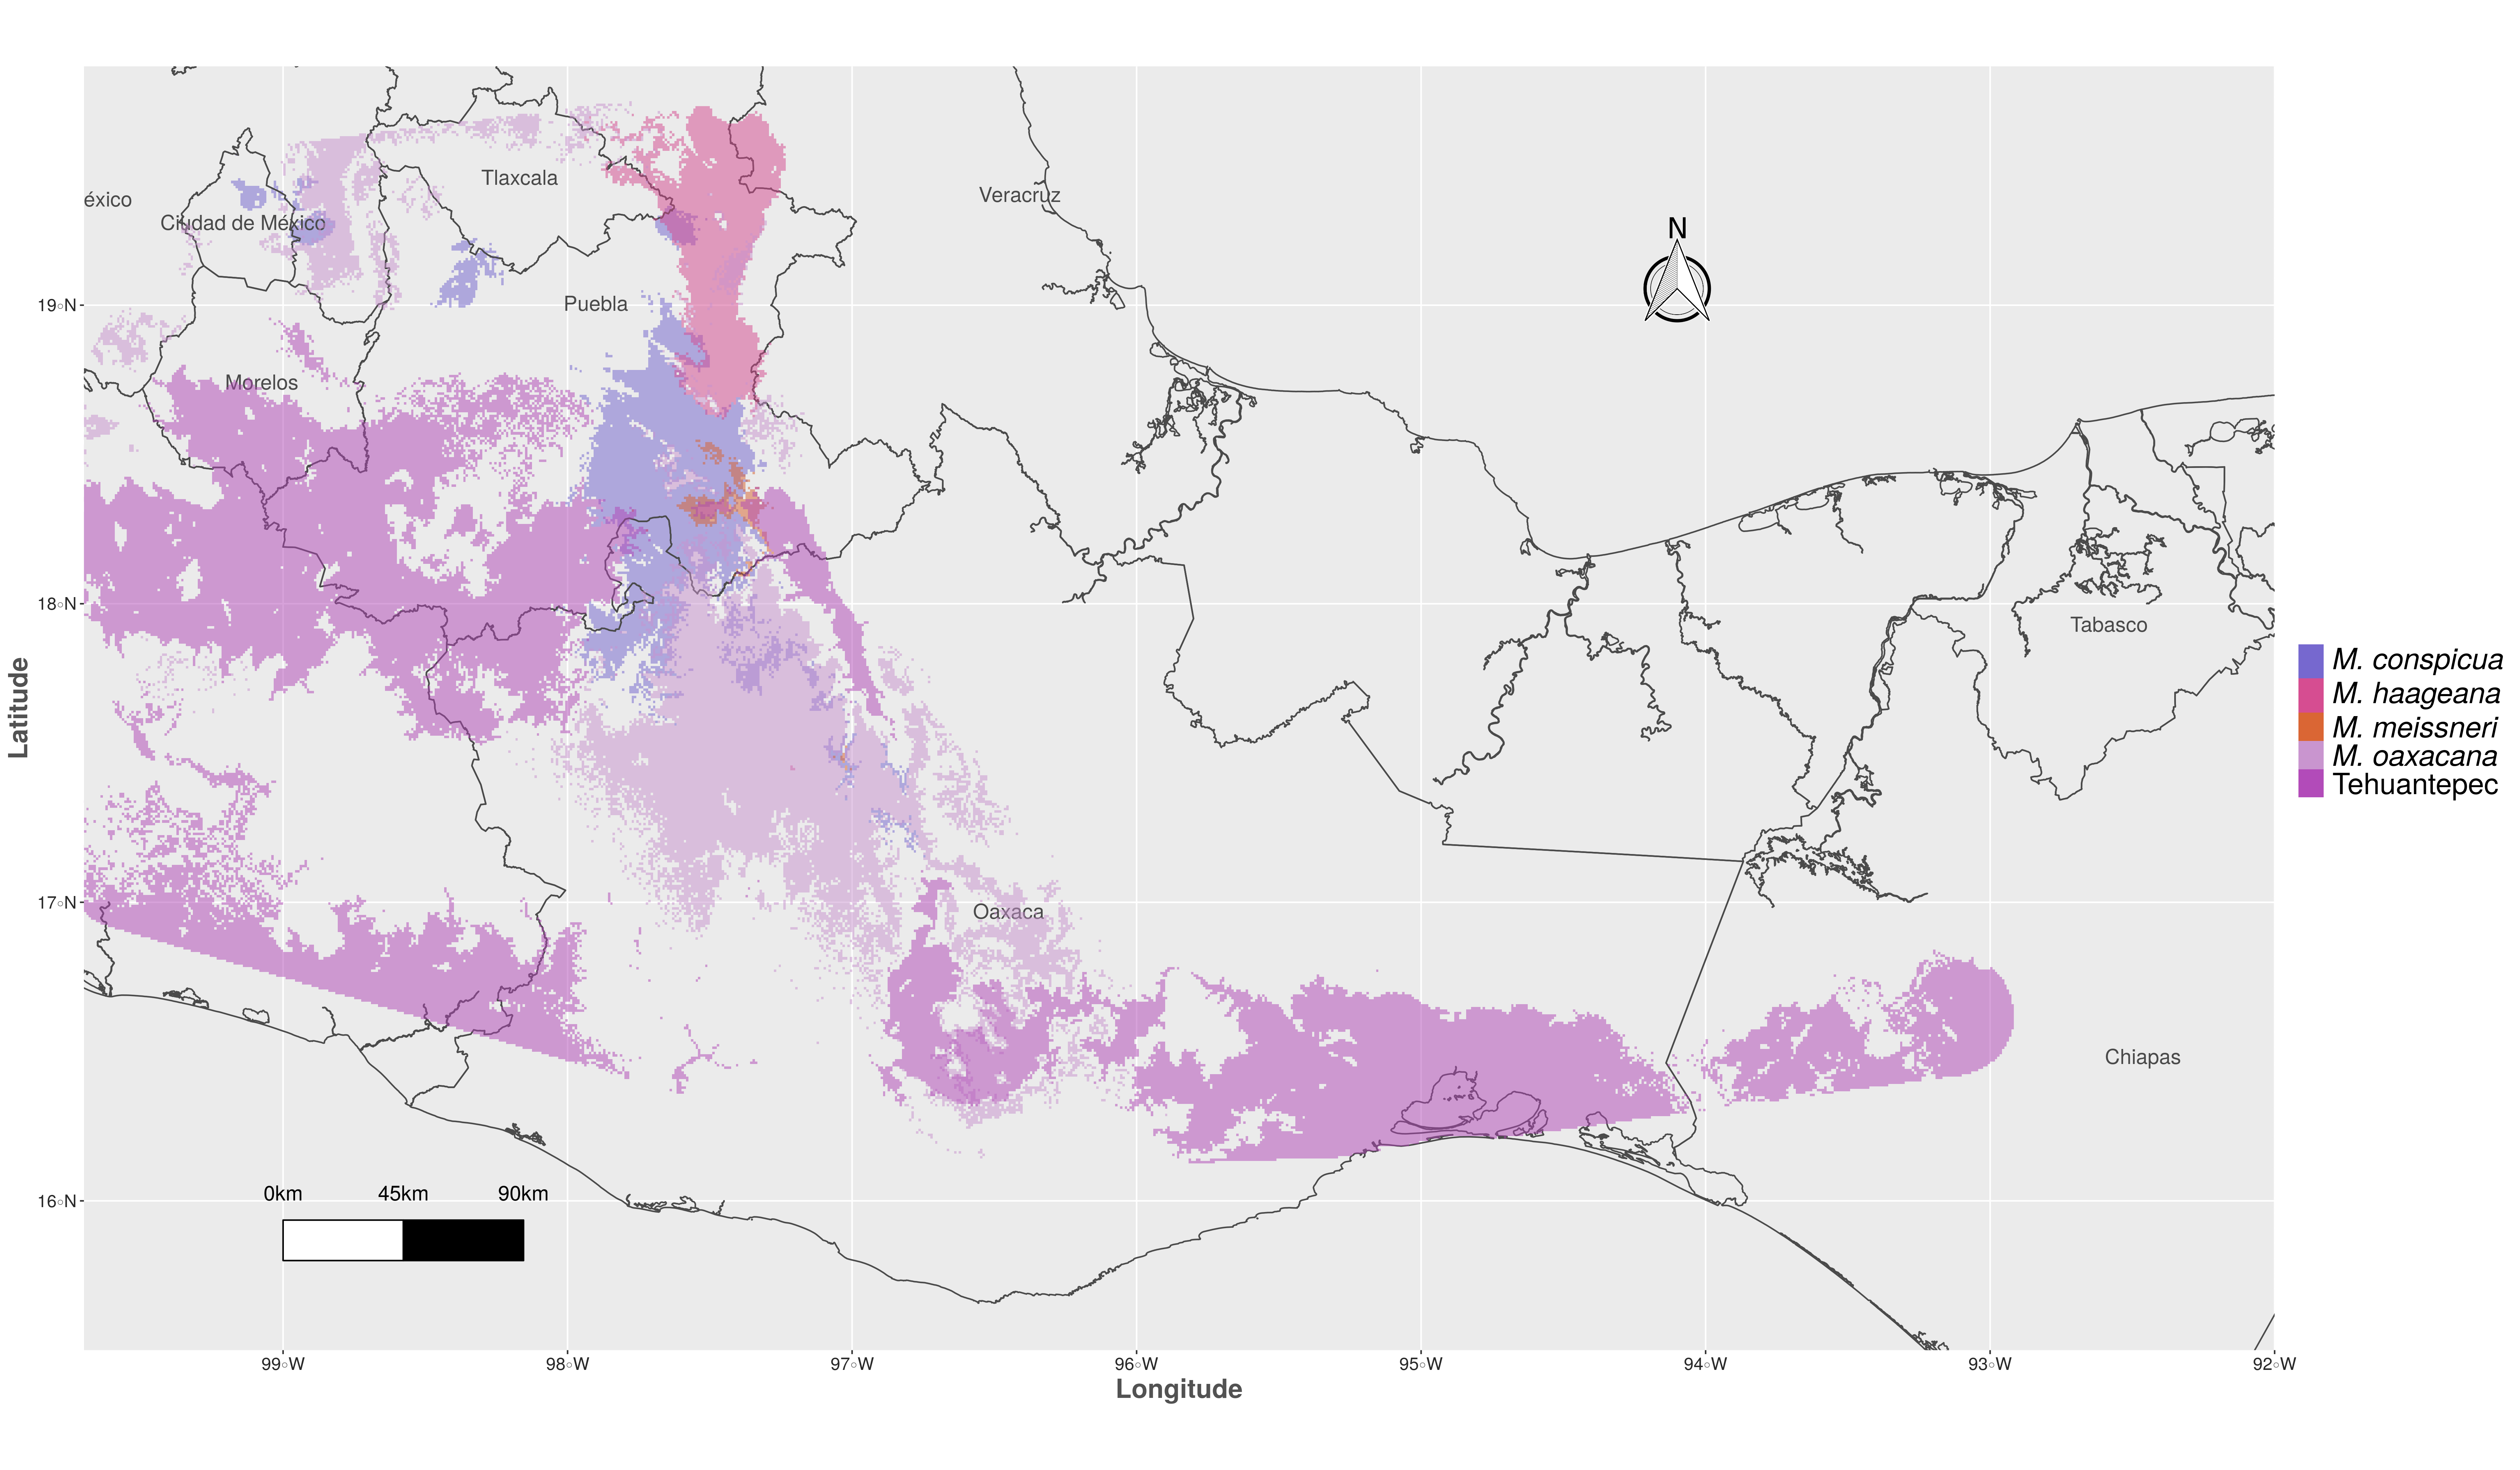 Tlaxcala
éxico
Ciudad de México
Veracruz
N
19°N
Puebla
Morelos
18°N
Tabasco
Latitude
M. conspicua
M. haageana
M. meissneri
M. oaxacana
Tehuantepec
17°N
Oaxaca
Chiapas
0km 45km 90km
16°N
99°W 98°W 97°W 96°W 95°W 94°W 93°W 92°W
Longitude